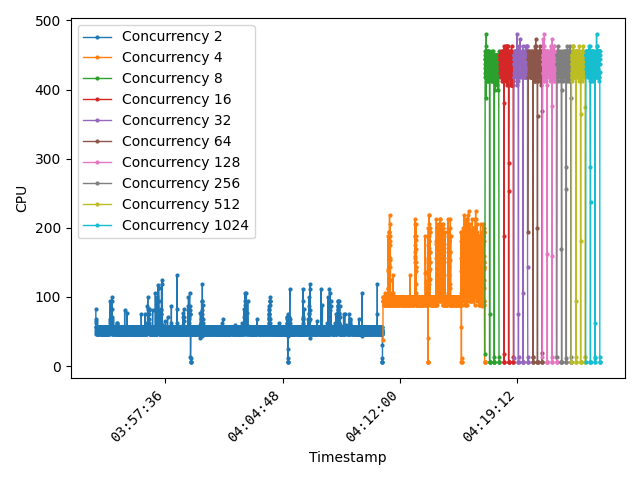 500
400
300
200
100
0
CPU
Concurrency 2
Concurrency 4
Concurrency 8
Concurrency 16
Concurrency 32
Concurrency 64
Concurrency 128
Concurrency 256
Concurrency 512
Concurrency 1024
03:57:36
04:04:48
04:12:00
04:19:12
Timestamp